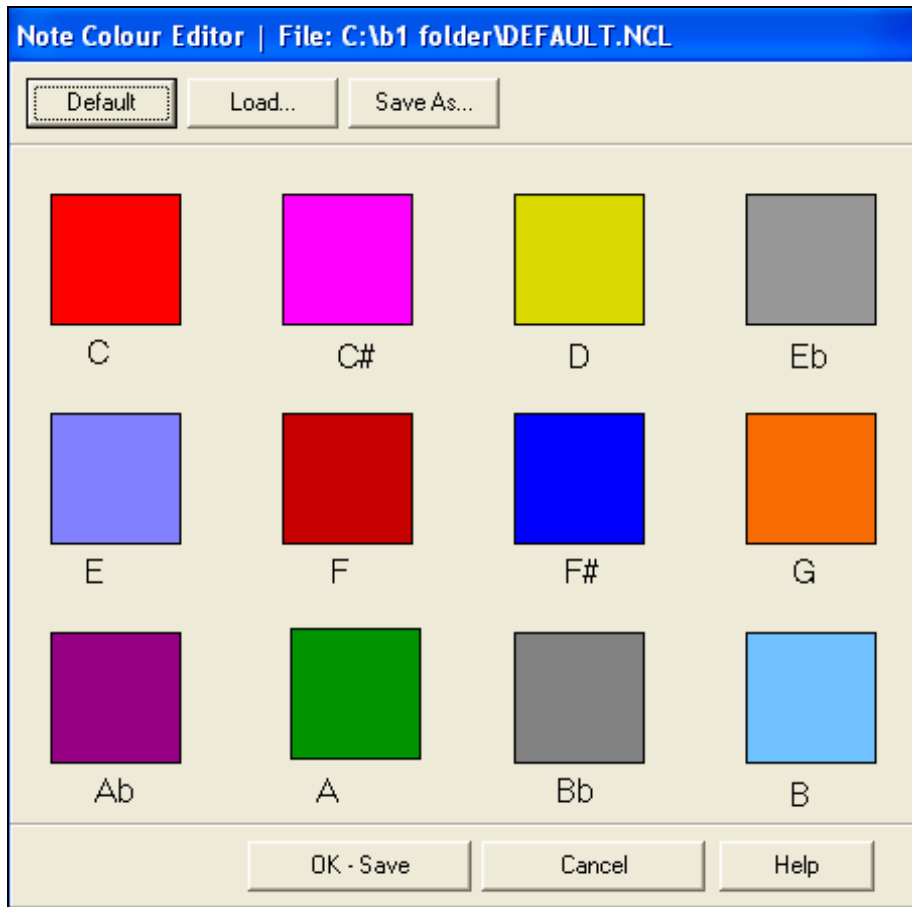 Note Colour Editor | File: C:\b1 folder\DEFAULT.NCL
Default Load... Save As...
C C# D Eb
E F F# G
Ab A Bb B
OK - Save Cancel Help